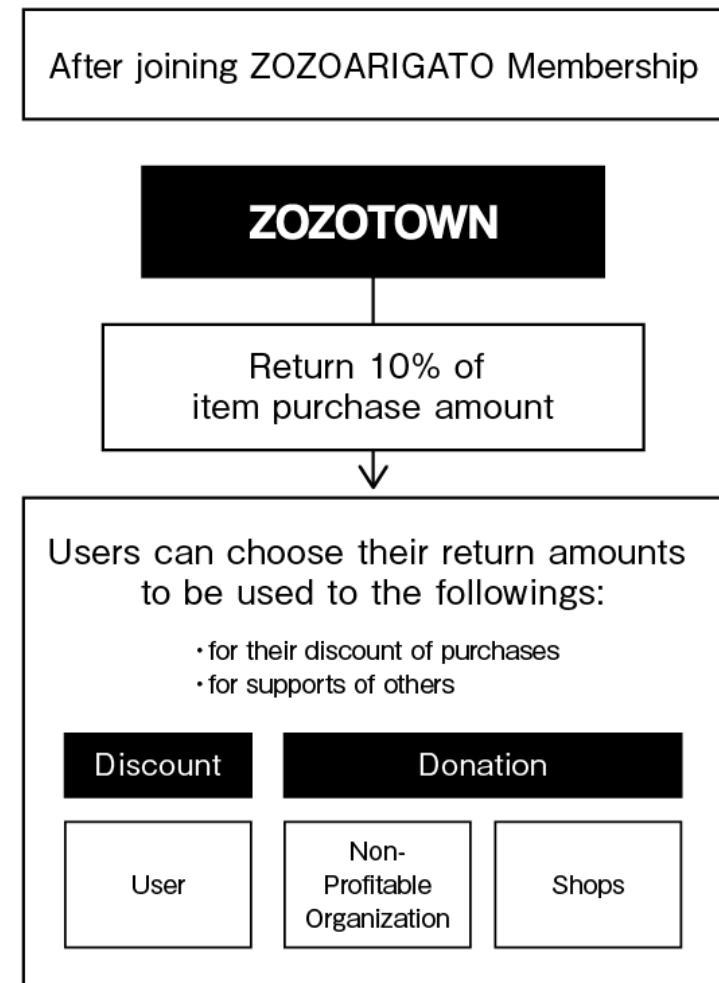 After joining ZOZOARIGATO Membership
ZOZOTOWN
Return 10% of
item purchase amount
Users can choose their return amounts
to be used to the followings:
・for their discount of purchases
・for supports of others
Discount
Donation
User
Non-
Profitable
Organization
Shops